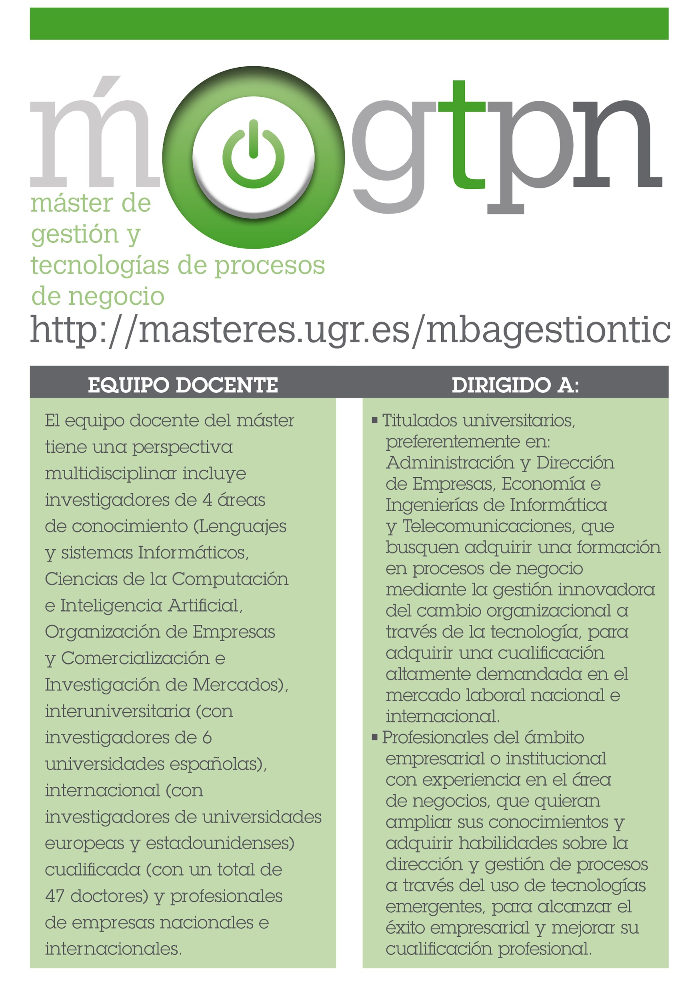 ḿgtpn
máster de
gestión y
tecnologías de procesos
de negocio
http://masteres.ugr.es/mbagestiontic
EQUIPO DOCENTE
El equipo docente del máster
tiene una perspectiva
multidisciplinar incluye
investigadores de 4 áreas
de conocimiento (Lenguajes
y sistemas Informáticos,
Ciencias de la Computación
e Inteligencia Artificial,
Organización de Empresas
y Comercialización e
Investigación de Mercados),
interuniversitaria (con
investigadores de 6
universidades españolas),
internacional (con
investigadores de universidades
europeas y estadounidenses)
cualificada (con un total de
47 doctores) y profesionales
de empresas nacionales e
internacionales.
DIRIGIDO A:
▪ Titulados universitarios,
preferentemente en:
Administración y Dirección
de Empresas, Economía e
Ingenierías de Informática
y Telecomunicaciones, que
busquen adquirir una formación
en procesos de negocio
mediante la gestión innovadora
del cambio organizacional a
través de la tecnología, para
adquirir una cualificación
altamente demandada en el
mercado laboral nacional e
internacional.
▪ Profesionales del ámbito
empresarial o institucional
con experiencia en el área
de negocios, que quieran
ampliar sus conocimientos y
adquirir habilidades sobre la
dirección y gestión de procesos
a través del uso de tecnologías
emergentes, para alcanzar el
éxito empresarial y mejorar su
cualificación profesional.